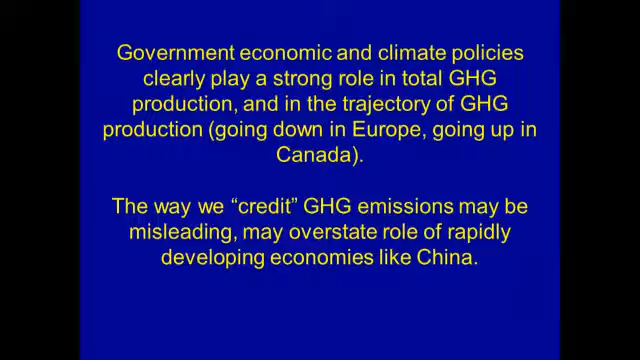 Government economic and climate policies
clearly play a strong role in total GHG
production, and in the trajectory of GHG
production (going down in Europe, going up in
Canada).
The way we “credit” GHG emissions may be
misleading, may overstate role of rapidly
developing economies like China.